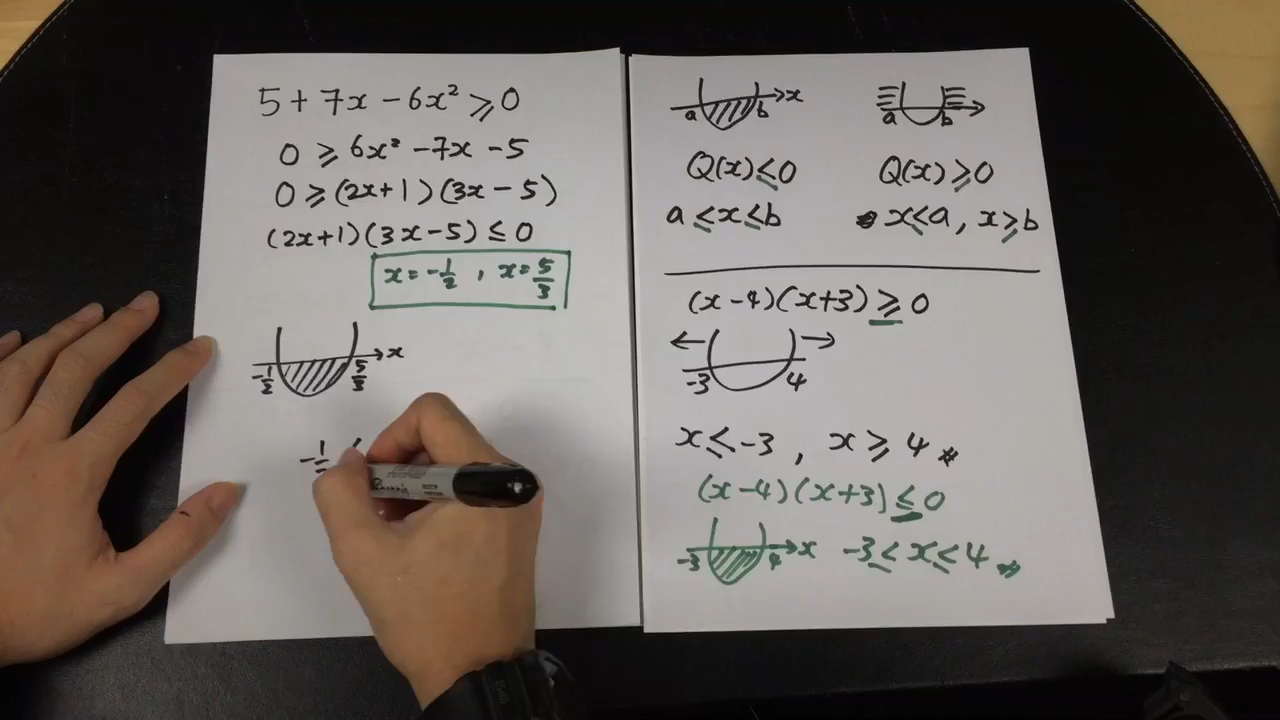 5 + 7x - 6x² ⩾ 0
0 ⩾ 6x² - 7x - 5
0 ⩾ (2x+1)(3x-5)
(2x+1)(3x-5) ≤ 0
x = -1/2 , x = 5/3
x
-1/2 5/3
-1/2
x
a b
a b
Q(x) ≤ 0 Q(x) ⩾ 0
a ≤ x ≤ b x ≤ a, x ⩾ b
(x-4)(x+3) ⩾ 0
-3 4
x ≤ -3 , x ⩾ 4
(x-4)(x+3) ≤ 0
-3 4 x -3 ≤ x ≤ 4